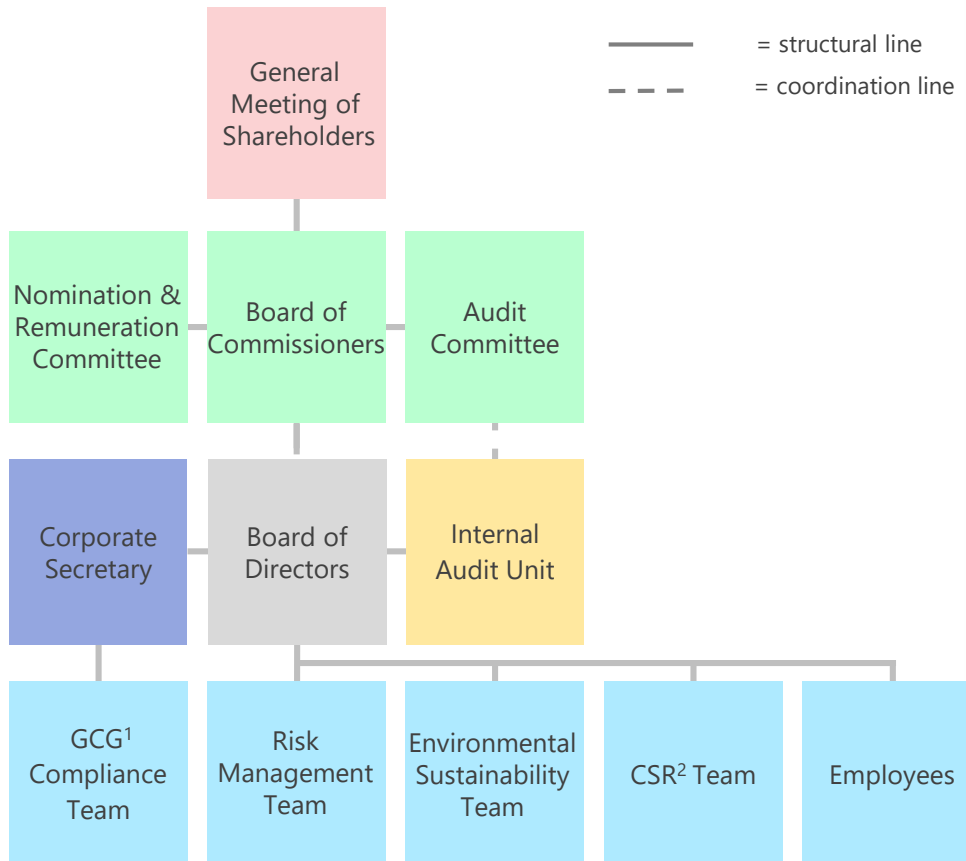 = structural line
= coordination line
General
Meeting of
Shareholders
Nomination &
Remuneration
Committee
Board of
Commissioners
Audit
Committee
Corporate
Secretary
Board of
Directors
Internal
Audit Unit
GCG¹
Compliance
Team
Risk
Management
Team
Environmental
Sustainability
Team
CSR² Team
Employees